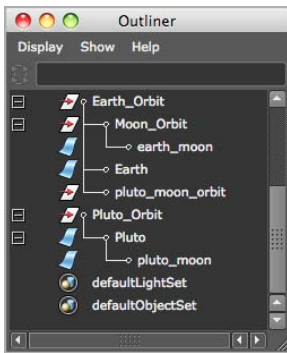 Outliner
Display Show Help
Earth_Orbit
Moon_Orbit
earth_moon
Earth
pluto_moon_orbit
Pluto_Orbit
Pluto
pluto_moon
defaultLightSet
defaultObjectSet